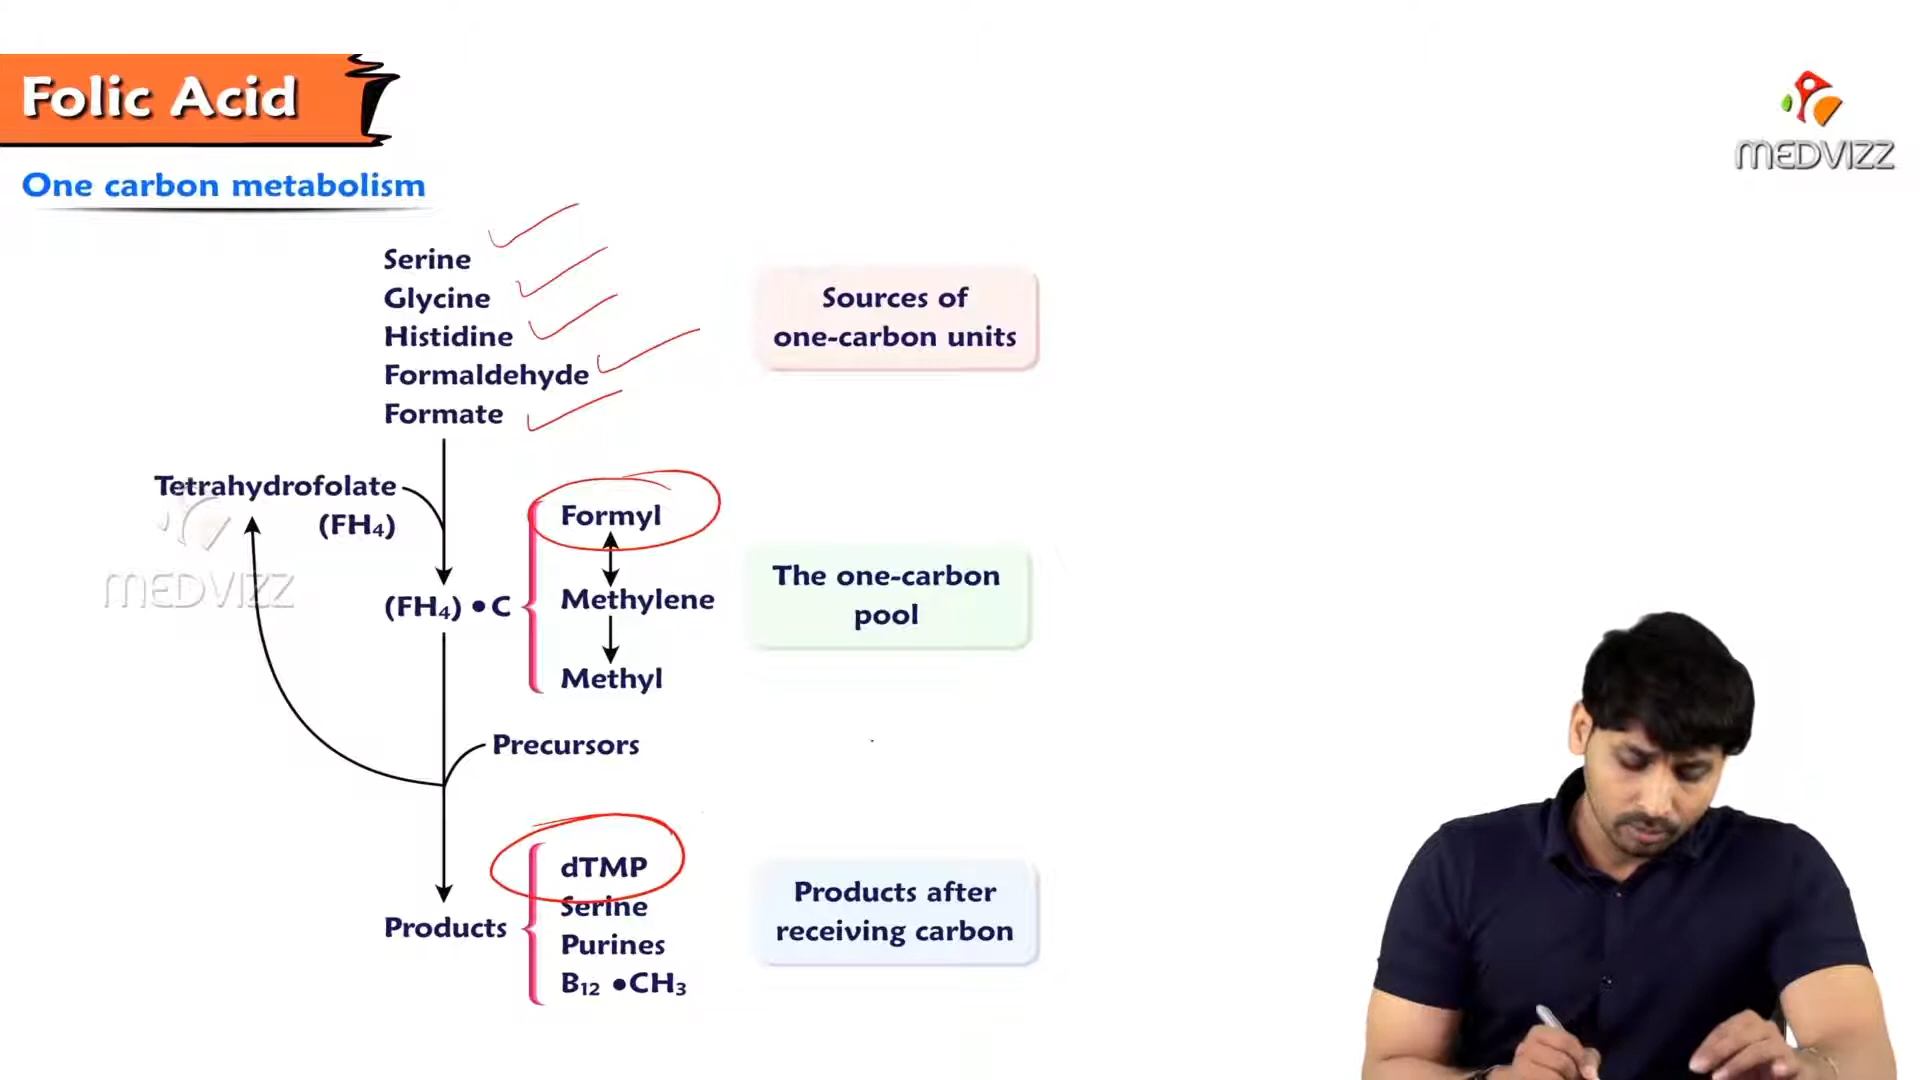 Folic Acid
MEDVIZZ
One carbon metabolism
Serine
Glycine
Histidine
Formaldehyde
Formate
Sources of
one-carbon units
Tetrahydrofolate
(FH₄)
MEDVIZZ
(FH₄) •C
Formyl
Methylene
Methyl
The one-carbon
pool
Precursors
Products
dTMP
Serine
Purines
B₁₂ •CH₃
Products after
receiving carbon